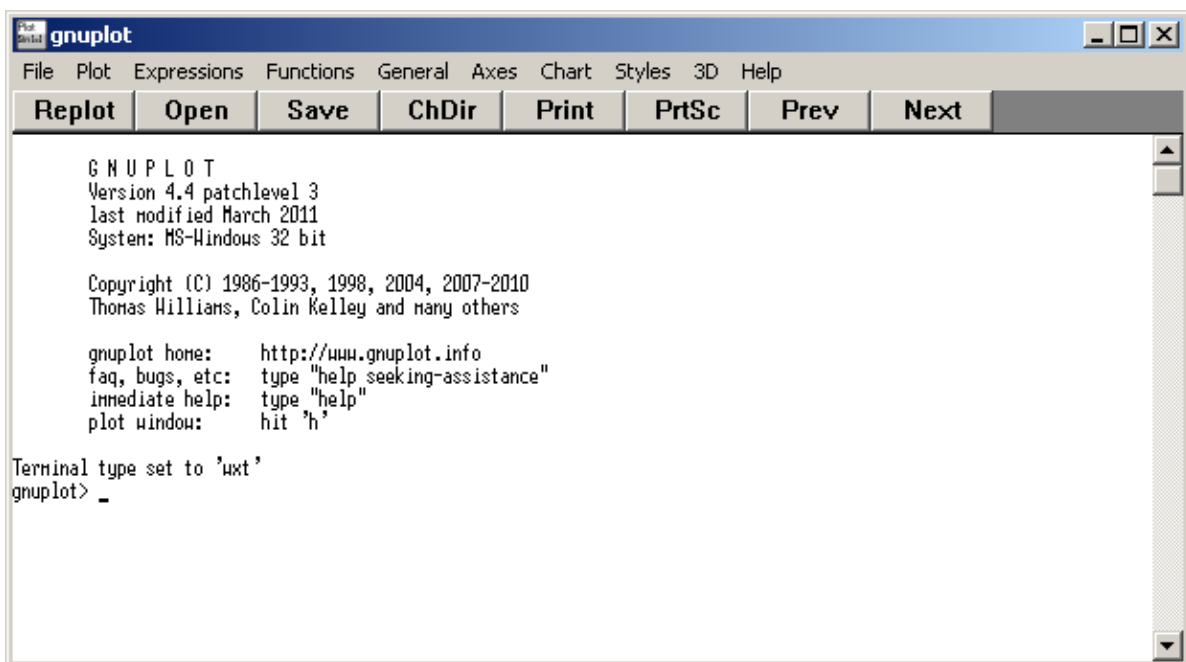 gnuplot
File Plot Expressions Functions General Axes Chart Styles 3D Help
Replot Open Save ChDir Print PrtSc Prev Next
G N U P L O T
Version 4.4 patchlevel 3
last modified March 2011
System: MS-Windows 32 bit
Copyright (C) 1986-1993, 1998, 2004, 2007-2010
Thomas Williams, Colin Kelley and many others
gnuplot home: http://www.gnuplot.info
faq, bugs, etc: type "help seeking-assistance"
immediate help: type "help"
plot window: hit 'h'
Terminal type set to 'wxt'
gnuplot> _